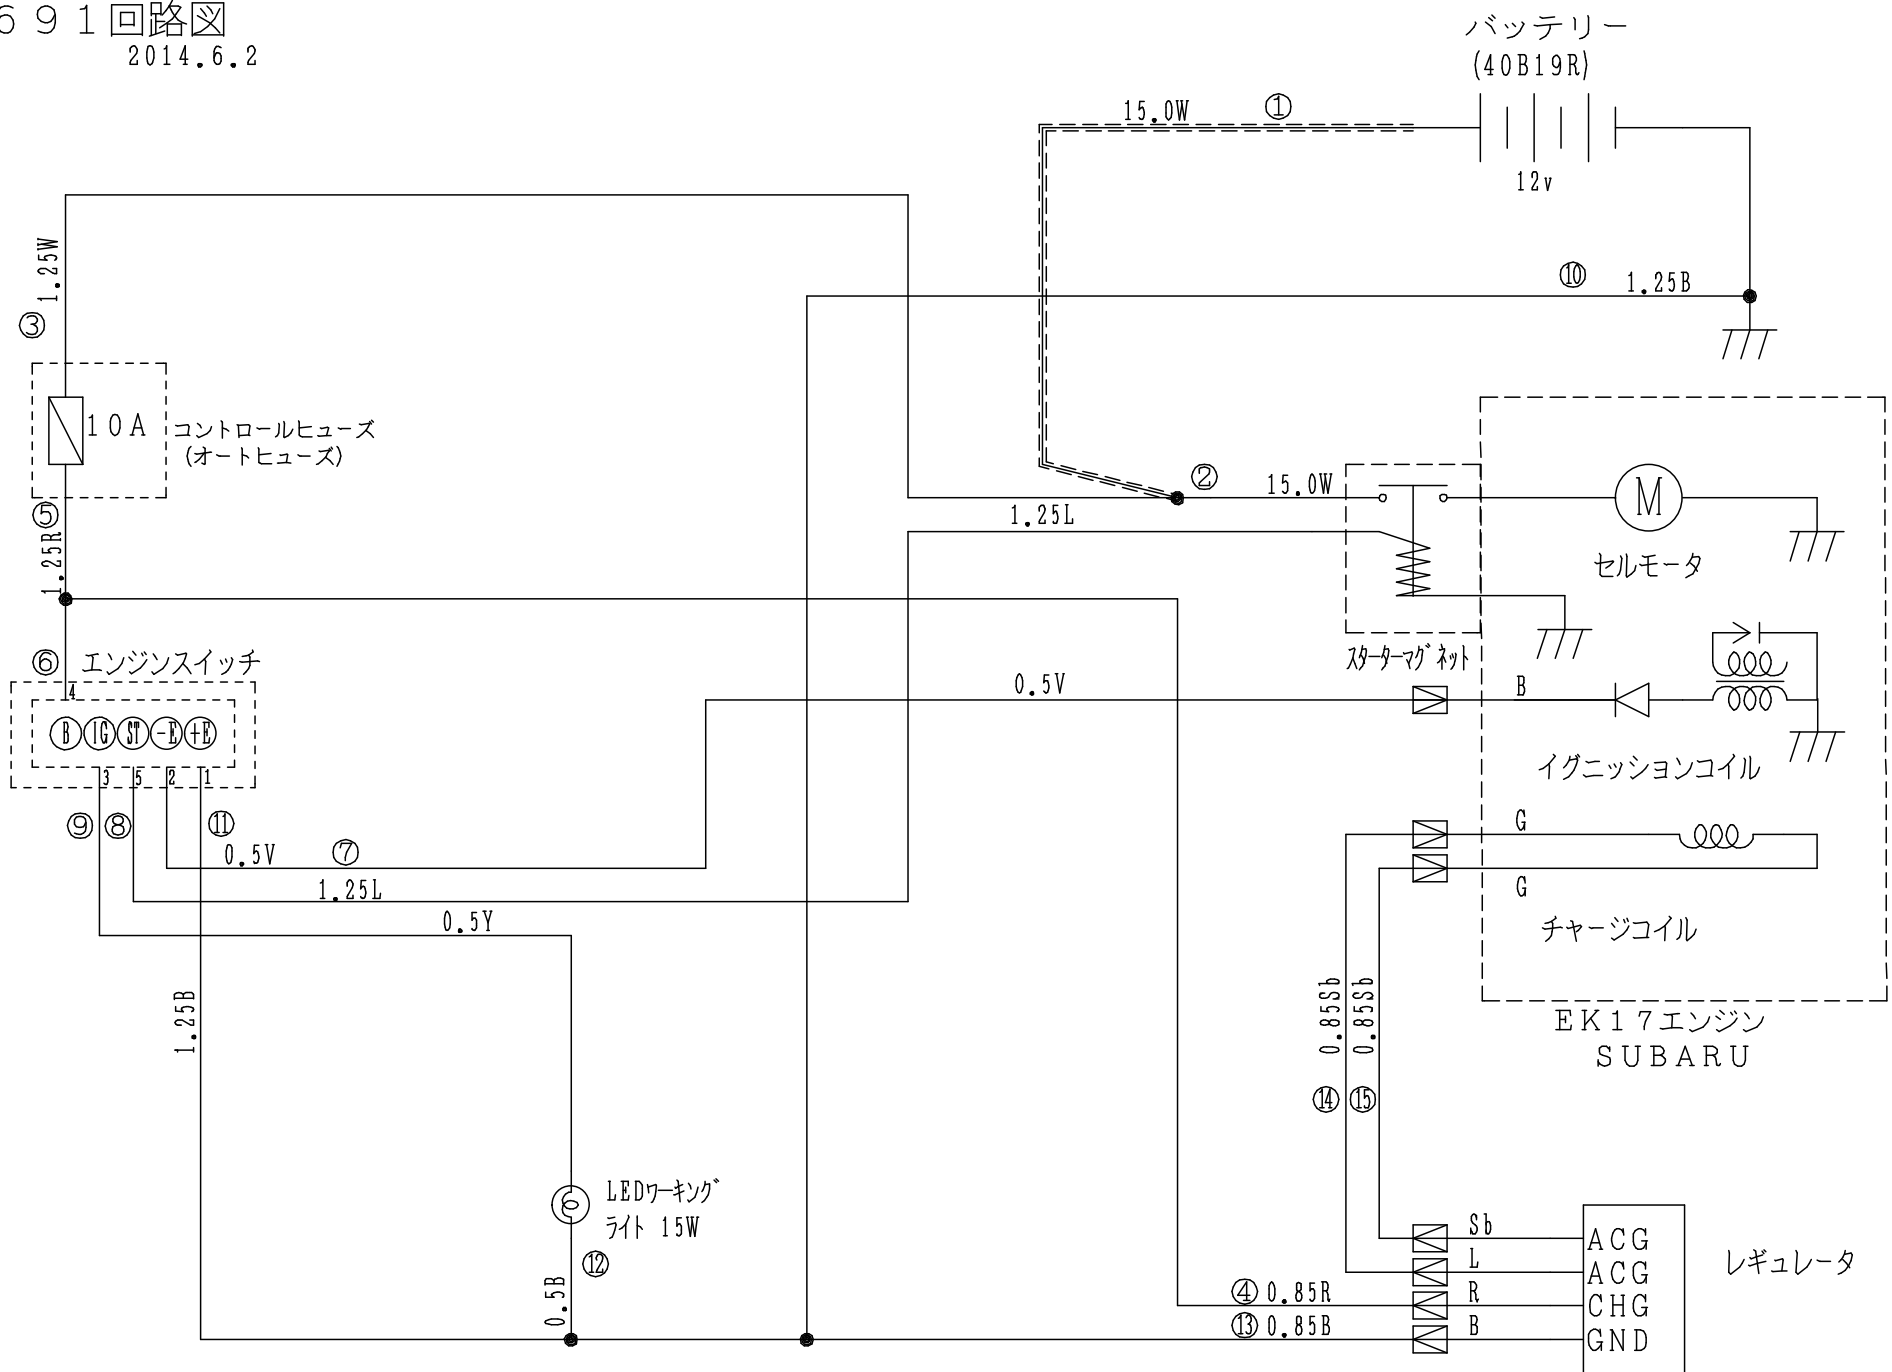 ６９１回路図
2014.6.2
バッテリー
(40B19R)
15.0W
①
12v
1.25W
⑩
1.25B
③
10A
コントロールヒューズ
(オートヒューズ)
②
15.0W
M
1.25L
⑤
1.25R
セルモータ
⑥
エンジンスイッチ
スターターマグネット
0.5V
B
4
B
IG
ST
-E
+E
3
5
2
1
イグニッションコイル
⑨
⑧
⑪
0.5V
⑦
G
1.25L
G
0.5Y
チャージコイル
1.25B
0.85Sb
0.85Sb
EK17エンジン
SUBARU
⑭
⑮
LEDワーキング
ライト 15W
⑫
0.5B
Sb
ACG
レギュレータ
L
ACG
④
0.85R
R
CHG
⑬
0.85B
B
GND